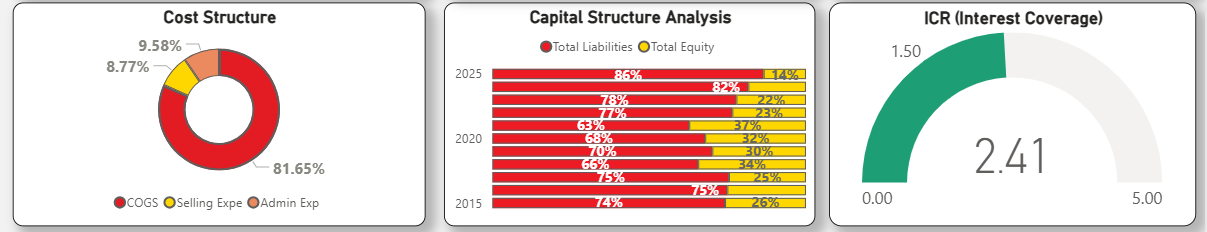 Cost Structure
9.58%
8.77%
81.65%
COGS Selling Expe Admin Exp
Capital Structure Analysis
Total Liabilities Total Equity
2025 86% 14%
82%
78% 22%
77% 23%
63% 37%
2020 68% 32%
70% 30%
66% 34%
75% 25%
75%
2015 74% 26%
ICR (Interest Coverage)
1.50
2.41
0.00 5.00